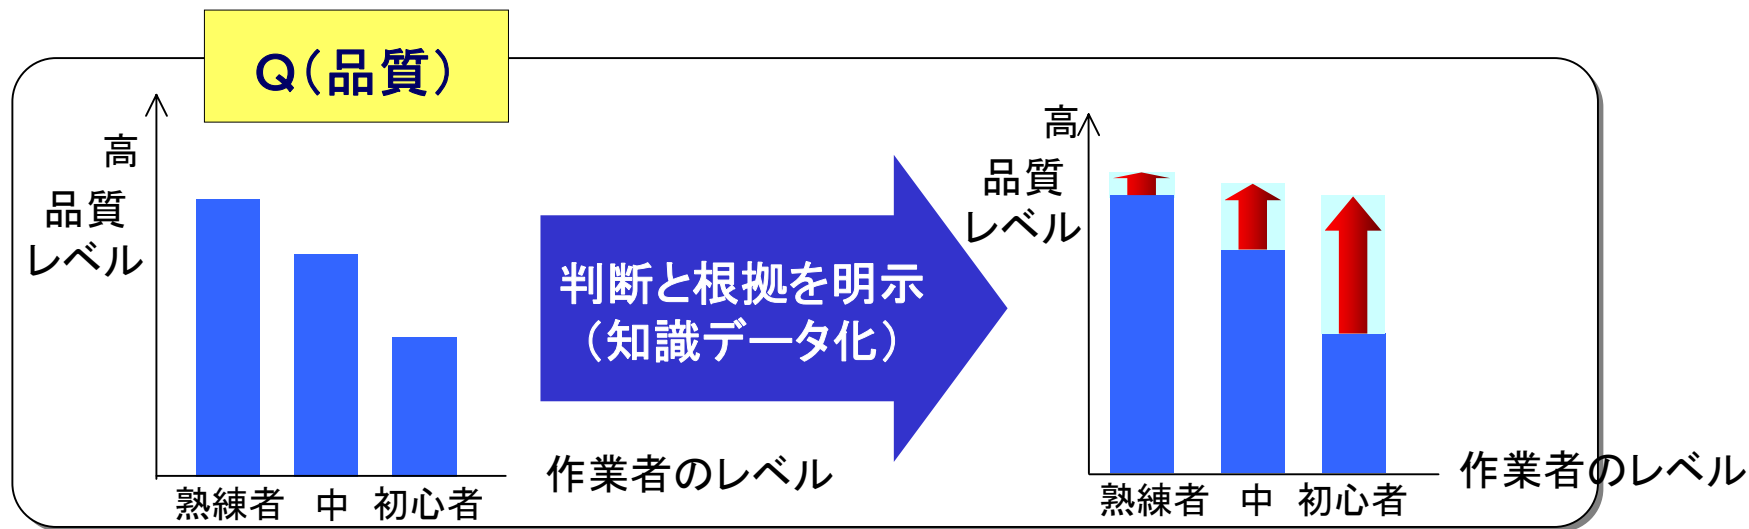 Q（品質）
高
品質
レベル
熟練者 中 初心者
作業者のレベル
判断と根拠を明示
（知識データ化）
高
品質
レベル
熟練者 中 初心者
作業者のレベル